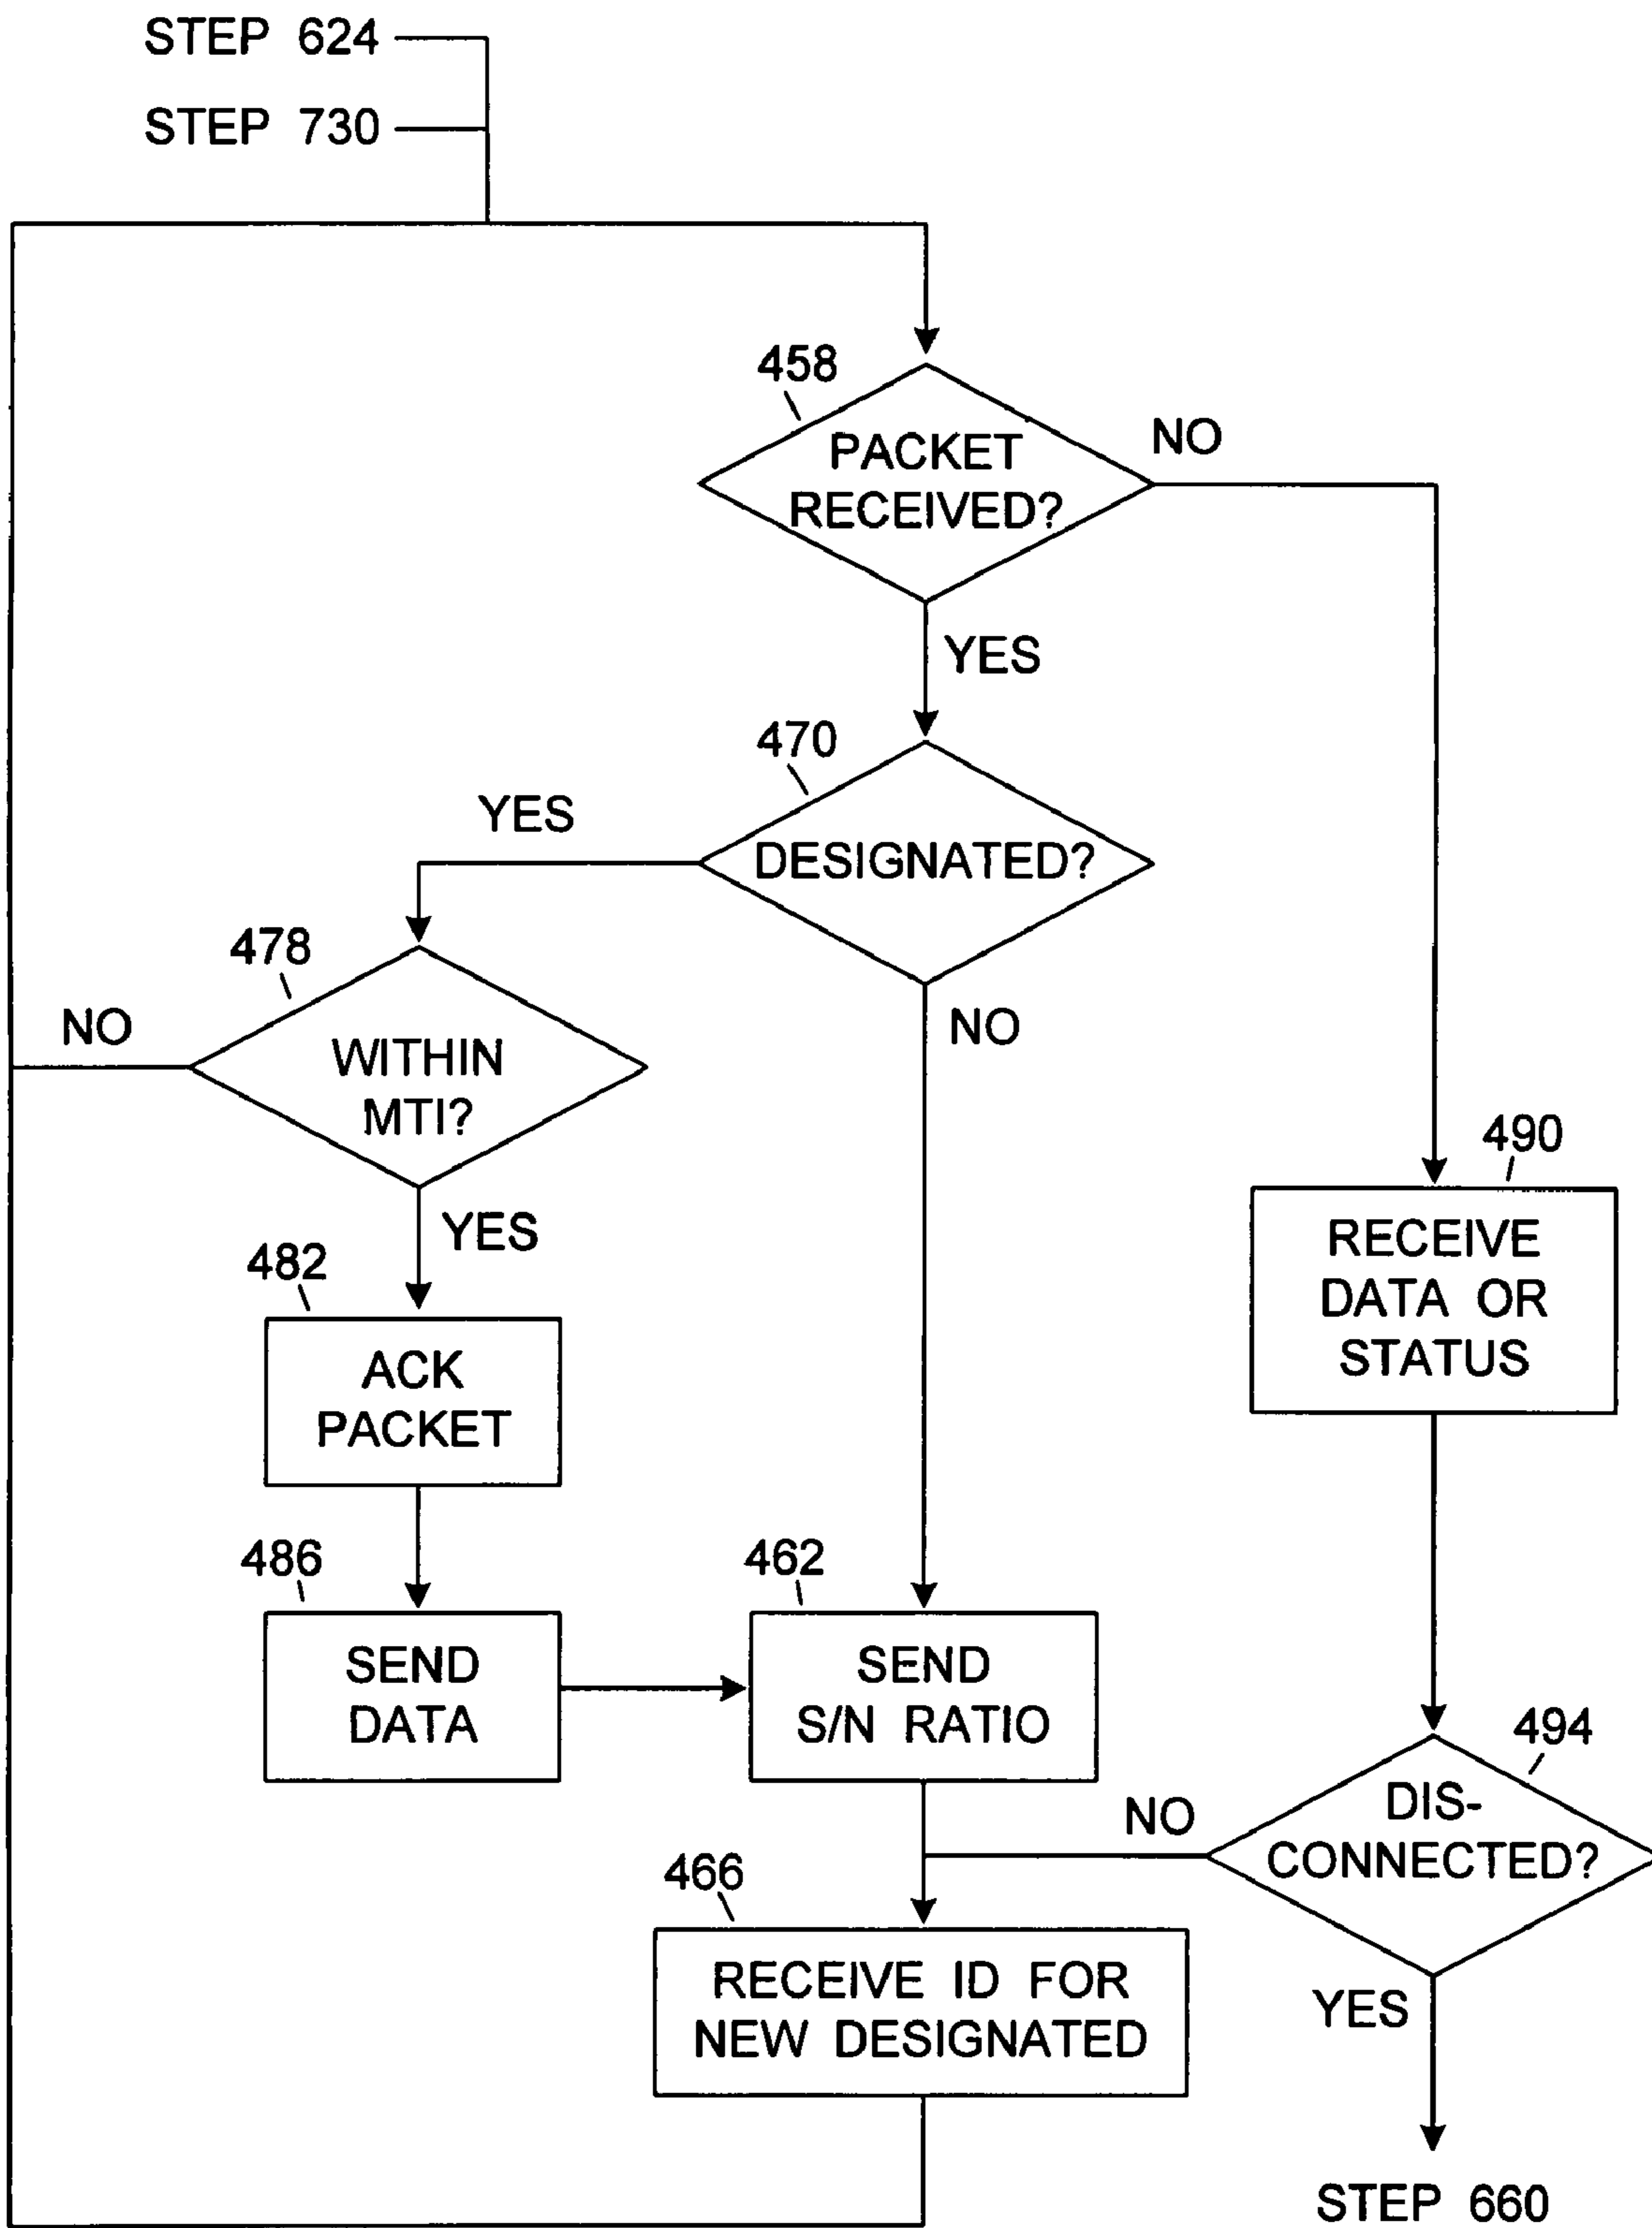 STEP 624
STEP 730
458
PACKET
RECEIVED?
NO
YES
470
DESIGNATED?
YES
NO
478
WITHIN
MTI?
NO
YES
482
ACK
PACKET
486
SEND
DATA
462
SEND
S/N RATIO
490
RECEIVE
DATA OR
STATUS
494
DIS-
CONNECTED?
NO
YES
466
RECEIVE ID FOR
NEW DESIGNATED
STEP 660